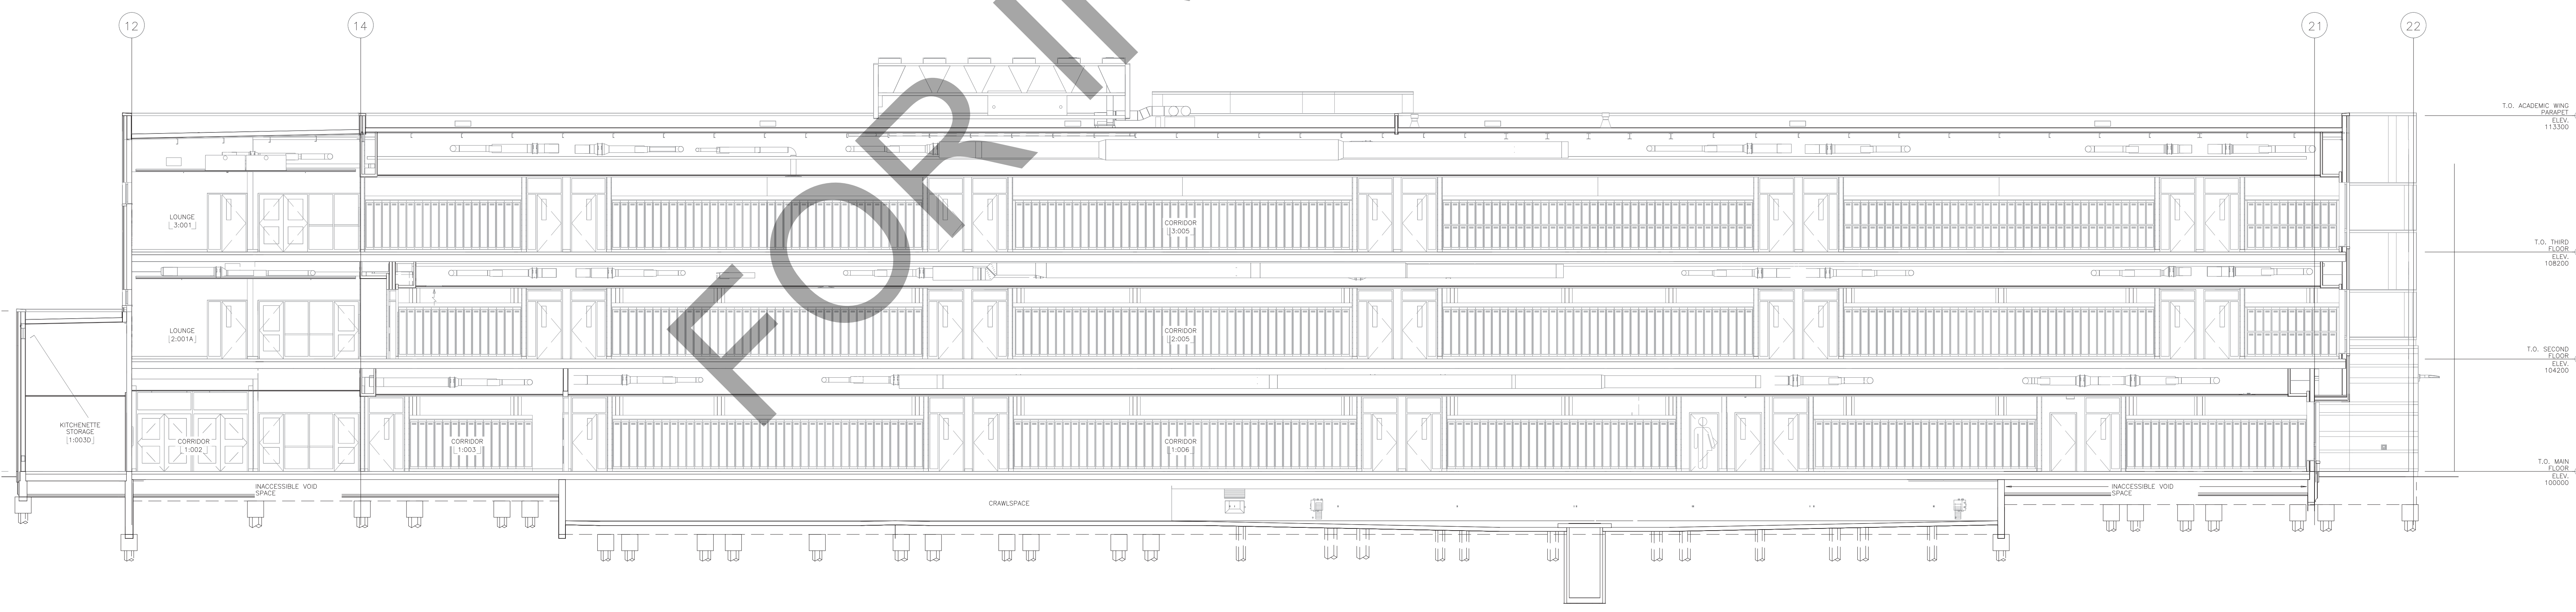 12
14
21
22
T.O. ACADEMIC WING
PARAPET
ELEV.
113300
LOUNGE
3:001
CORRIDOR
3:005
T.O. THIRD
FLOOR
ELEV.
108200
LOUNGE
2:001A
CORRIDOR
2:005
T.O. SECOND
FLOOR
ELEV.
104200
KITCHENETTE
STORAGE
1:003D
CORRIDOR
1:002
CORRIDOR
1:003
CORRIDOR
1:006
T.O. MAIN
FLOOR
ELEV.
100000
INACCESSIBLE VOID
SPACE
CRAWLSPACE
INACCESSIBLE VOID
SPACE
FOR